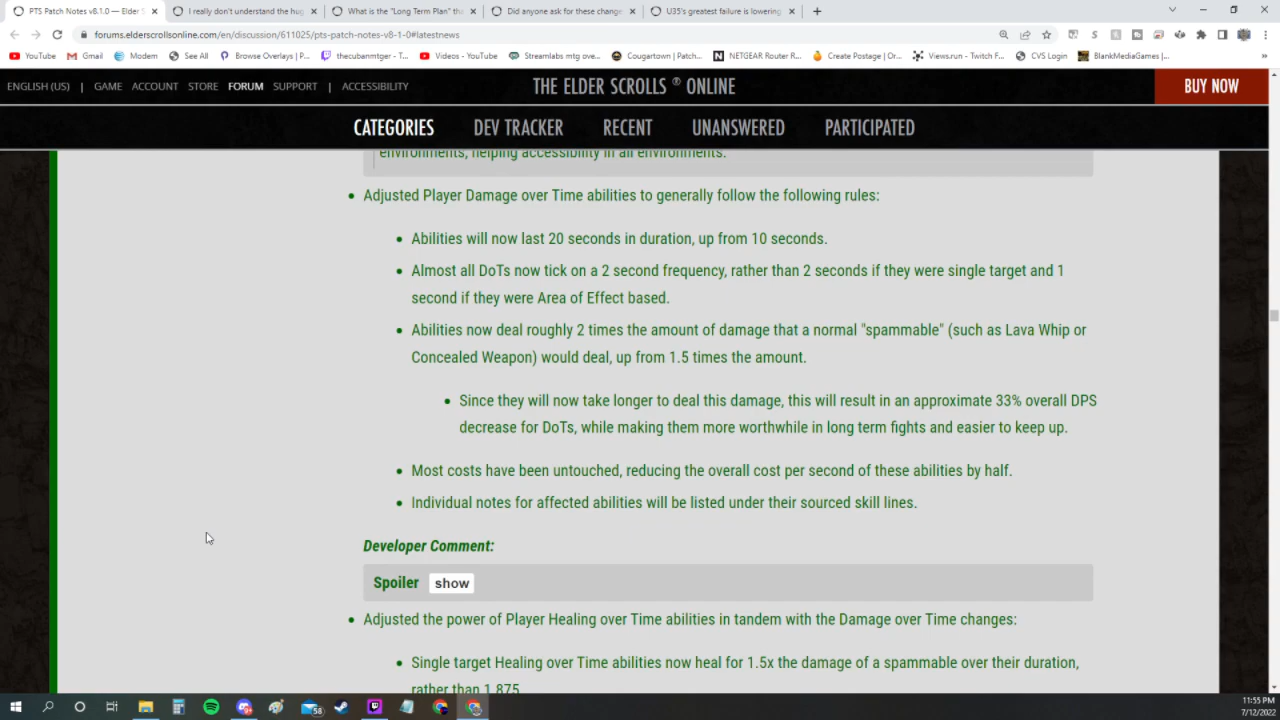 PTS Patch Notes v8.1.0 — Elder S
I really don't understand the hug
What is the "Long Term Plan" th
Did anyone ask for these change
U35's greatest failure is lowering
forums.elderscrollsonline.com/en/discussion/611025/pts-patch-notes-v8-1-0#latestnews
YouTube
Gmail
Modem
See All
Browse Overlays | P...
thecubanmtger - T...
Videos - YouTube
Streamlabs mtg ove...
Cougartown | Patch...
NETGEAR Router R...
Create Postage | Or...
Views.run - Twitch F...
CVS Login
BlankMediaGames |...
ENGLISH (US) | GAME ACCOUNT STORE FORUM SUPPORT | ACCESSIBILITY
THE ELDER SCROLLS ® ONLINE
BUY NOW
CATEGORIES DEV TRACKER RECENT UNANSWERED PARTICIPATED
environments, helping accessibility in all environments.
• Adjusted Player Damage over Time abilities to generally follow the following rules:
• Abilities will now last 20 seconds in duration, up from 10 seconds.
• Almost all DoTs now tick on a 2 second frequency, rather than 2 seconds if they were single target and 1
second if they were Area of Effect based.
• Abilities now deal roughly 2 times the amount of damage that a normal "spammable" (such as Lava Whip or
Concealed Weapon) would deal, up from 1.5 times the amount.
• Since they will now take longer to deal this damage, this will result in an approximate 33% overall DPS
decrease for DoTs, while making them more worthwhile in long term fights and easier to keep up.
• Most costs have been untouched, reducing the overall cost per second of these abilities by half.
• Individual notes for affected abilities will be listed under their sourced skill lines.
Developer Comment:
Spoiler show
• Adjusted the power of Player Healing over Time abilities in tandem with the Damage over Time changes:
• Single target Healing over Time abilities now heal for 1.5x the damage of a spammable over their duration,
rather than 1.875
58
11:55 PM
7/12/2022